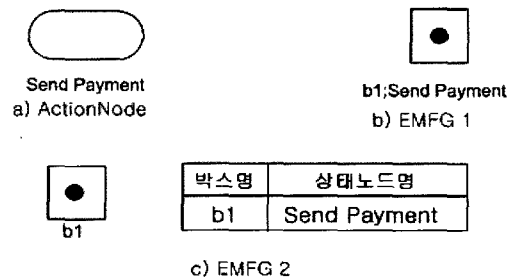 Send Payment
a) ActionNode
b1;Send Payment
b) EMFG 1
b1
박스명 상태노드명
b1 Send Payment
c) EMFG 2